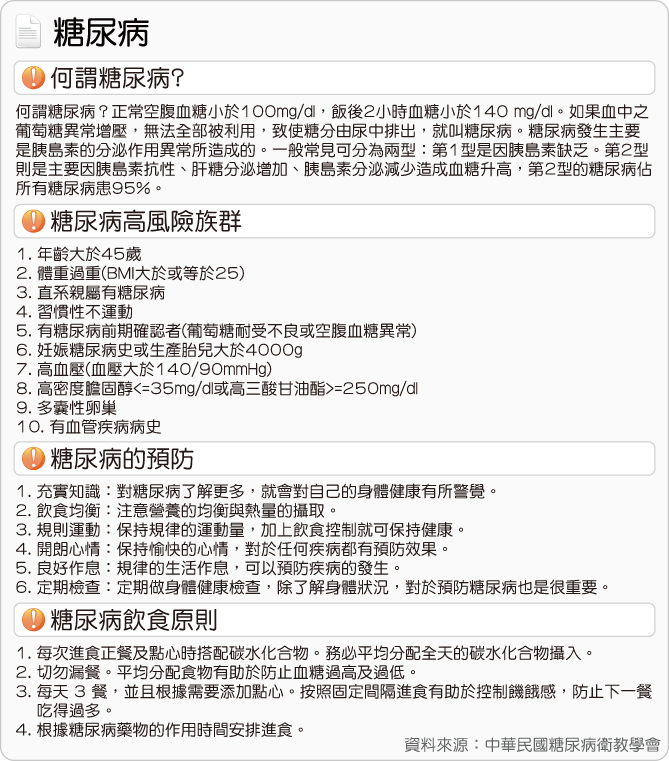 糖尿病
何謂糖尿病?
何謂糖尿病？正常空腹血糖小於100mg/dl，飯後2小時血糖小於140 mg/dl。如果血中之
葡萄糖異常增壓，無法全部被利用，致使糖分由尿中排出，就叫糖尿病。糖尿病發生主要
是胰島素的分泌作用異常所造成的。一般常見可分為兩型：第1型是因胰島素缺乏。第2型
則是主要因胰島素抗性、肝糖分泌增加、胰島素分泌減少造成血糖升高，第2型的糖尿病佔
所有糖尿病患95%。
糖尿病高風險族群
1. 年齡大於45歲
2. 體重過重(BMI大於或等於25)
3. 直系親屬有糖尿病
4. 習慣性不運動
5. 有糖尿病前期確認者(葡萄糖耐受不良或空腹血糖異常)
6. 妊娠糖尿病史或生產胎兒大於4000g
7. 高血壓(血壓大於140/90mmHg)
8. 高密度膽固醇<=35mg/dl或高三酸甘油酯>=250mg/dl
9. 多囊性卵巢
10. 有血管疾病病史
糖尿病的預防
1. 充實知識：對糖尿病了解更多，就會對自己的身體健康有所警覺。
2. 飲食均衡：注意營養的均衡與熱量的攝取。
3. 規則運動：保持規律的運動量，加上飲食控制就可保持健康。
4. 開朗心情：保持愉快的心情，對於任何疾病都有預防效果。
5. 良好作息：規律的生活作息，可以預防疾病的發生。
6. 定期檢查：定期做身體健康檢查，除了解身體狀況，對於預防糖尿病也是很重要。
糖尿病飲食原則
1. 每次進食正餐及點心時搭配碳水化合物。務必平均分配全天的碳水化合物攝入。
2. 切勿漏餐。平均分配食物有助於防止血糖過高及過低。
3. 每天 3 餐，並且根據需要添加點心。按照固定間隔進食有助於控制饑餓感，防止下一餐
吃得過多。
4. 根據糖尿病藥物的作用時間安排進食。
資料來源：中華民國糖尿病衛教學會